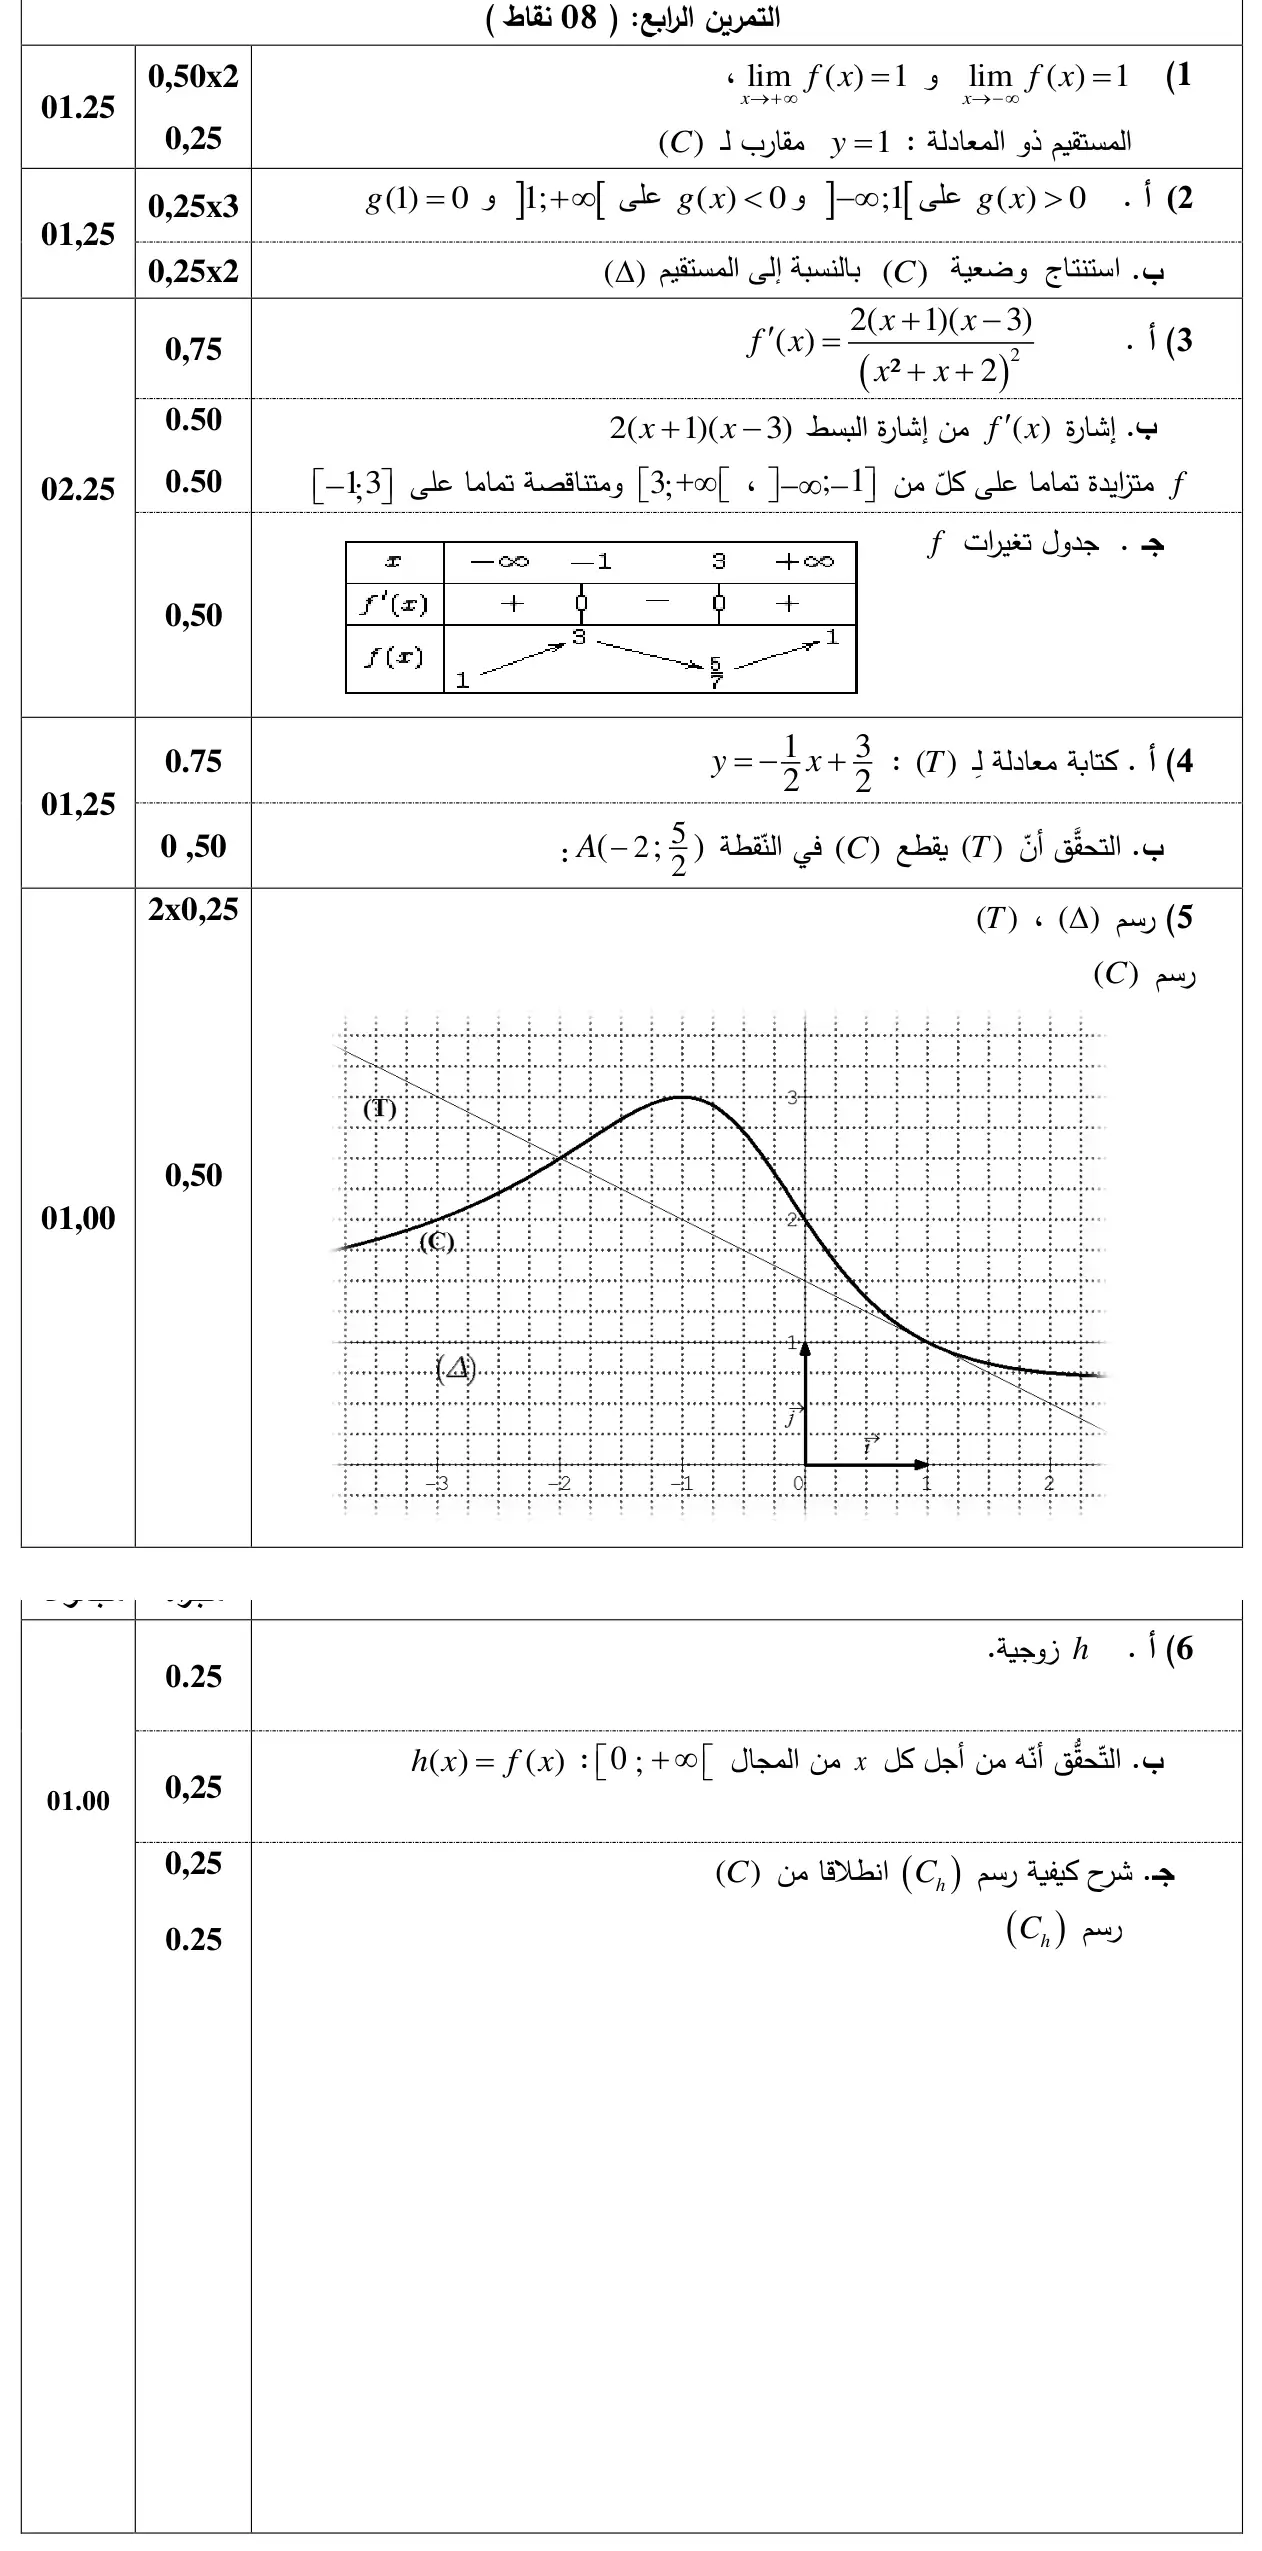 التمرين الرابع: ( 08 نقاط )
01.25
0,50x2
0,25
1) lim f(x) = 1 و lim f(x) = 1 ،
x→−∞ x→+∞
المستقيم ذو المعادلة : y = 1 مقارب لـ (C)
01,25
0,25x3
2) أ . g(x) > 0 على ]−∞;1[ و g(x) < 0 على ]1;+∞[ و g(1) = 0
0,25x2
ب. استنتاج وضعية (C) بالنسبة إلى المستقيم (Δ)
02.25
0,75
3) أ . f′(x) = 2(x+1)(x−3) / (x²+x+2)²
0.50
ب. إشارة f′(x) من إشارة البسط 2(x+1)(x−3)
0.50
f متزايدة تماما على كلّ من ]−∞;−1] ، [3;+∞[ ومتناقصة تماما على [−1;3]
0,50
جـ . جدول تغيرات f
x −∞ −1 3 +∞
f′(x) + 0 − 0 +
f(x) 1 3 5/7 1
01,25
0.75
4) أ . كتابة معادلة لِـ (T) : y = −1/2 x + 3/2
0 ,50
ب. التحقَّق أنّ (T) يقطع (C) في النّقطة A(−2; 5/2) :
01,00
2x0,25
5) رسم (Δ) ، (T)
رسم (C)
0,50
(T)
3
2
(C)
1
(Δ)
j
i
−3 −2 −1 0 1 2
01.00
0.25
6) أ . h زوجية.
0,25
ب. التّحقُّق أنّه من أجل كل x من المجال [0 ; +∞[ : h(x) = f(x)
0,25
جـ. شرح كيفية رسم (Cₕ) انطلاقا من (C)
0.25
رسم (Cₕ)